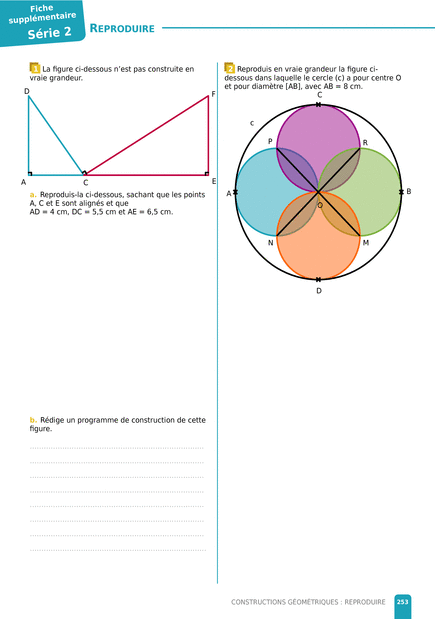 Fiche
supplémentaire
Série 2
REPRODUIRE
1 La figure ci-dessous n'est pas construite en
vraie grandeur.
D
F
A
C
E
a. Reproduis-la ci-dessous, sachant que les points
A, C et E sont alignés et que
AD = 4 cm, DC = 5,5 cm et AE = 6,5 cm.
b. Rédige un programme de construction de cette
figure.
2 Reproduis en vraie grandeur la figure ci-
dessous dans laquelle le cercle (c) a pour centre O
et pour diamètre [AB], avec AB = 8 cm.
C
c
P
R
A
B
O
N
M
D
CONSTRUCTIONS GÉOMÉTRIQUES : REPRODUIRE 253